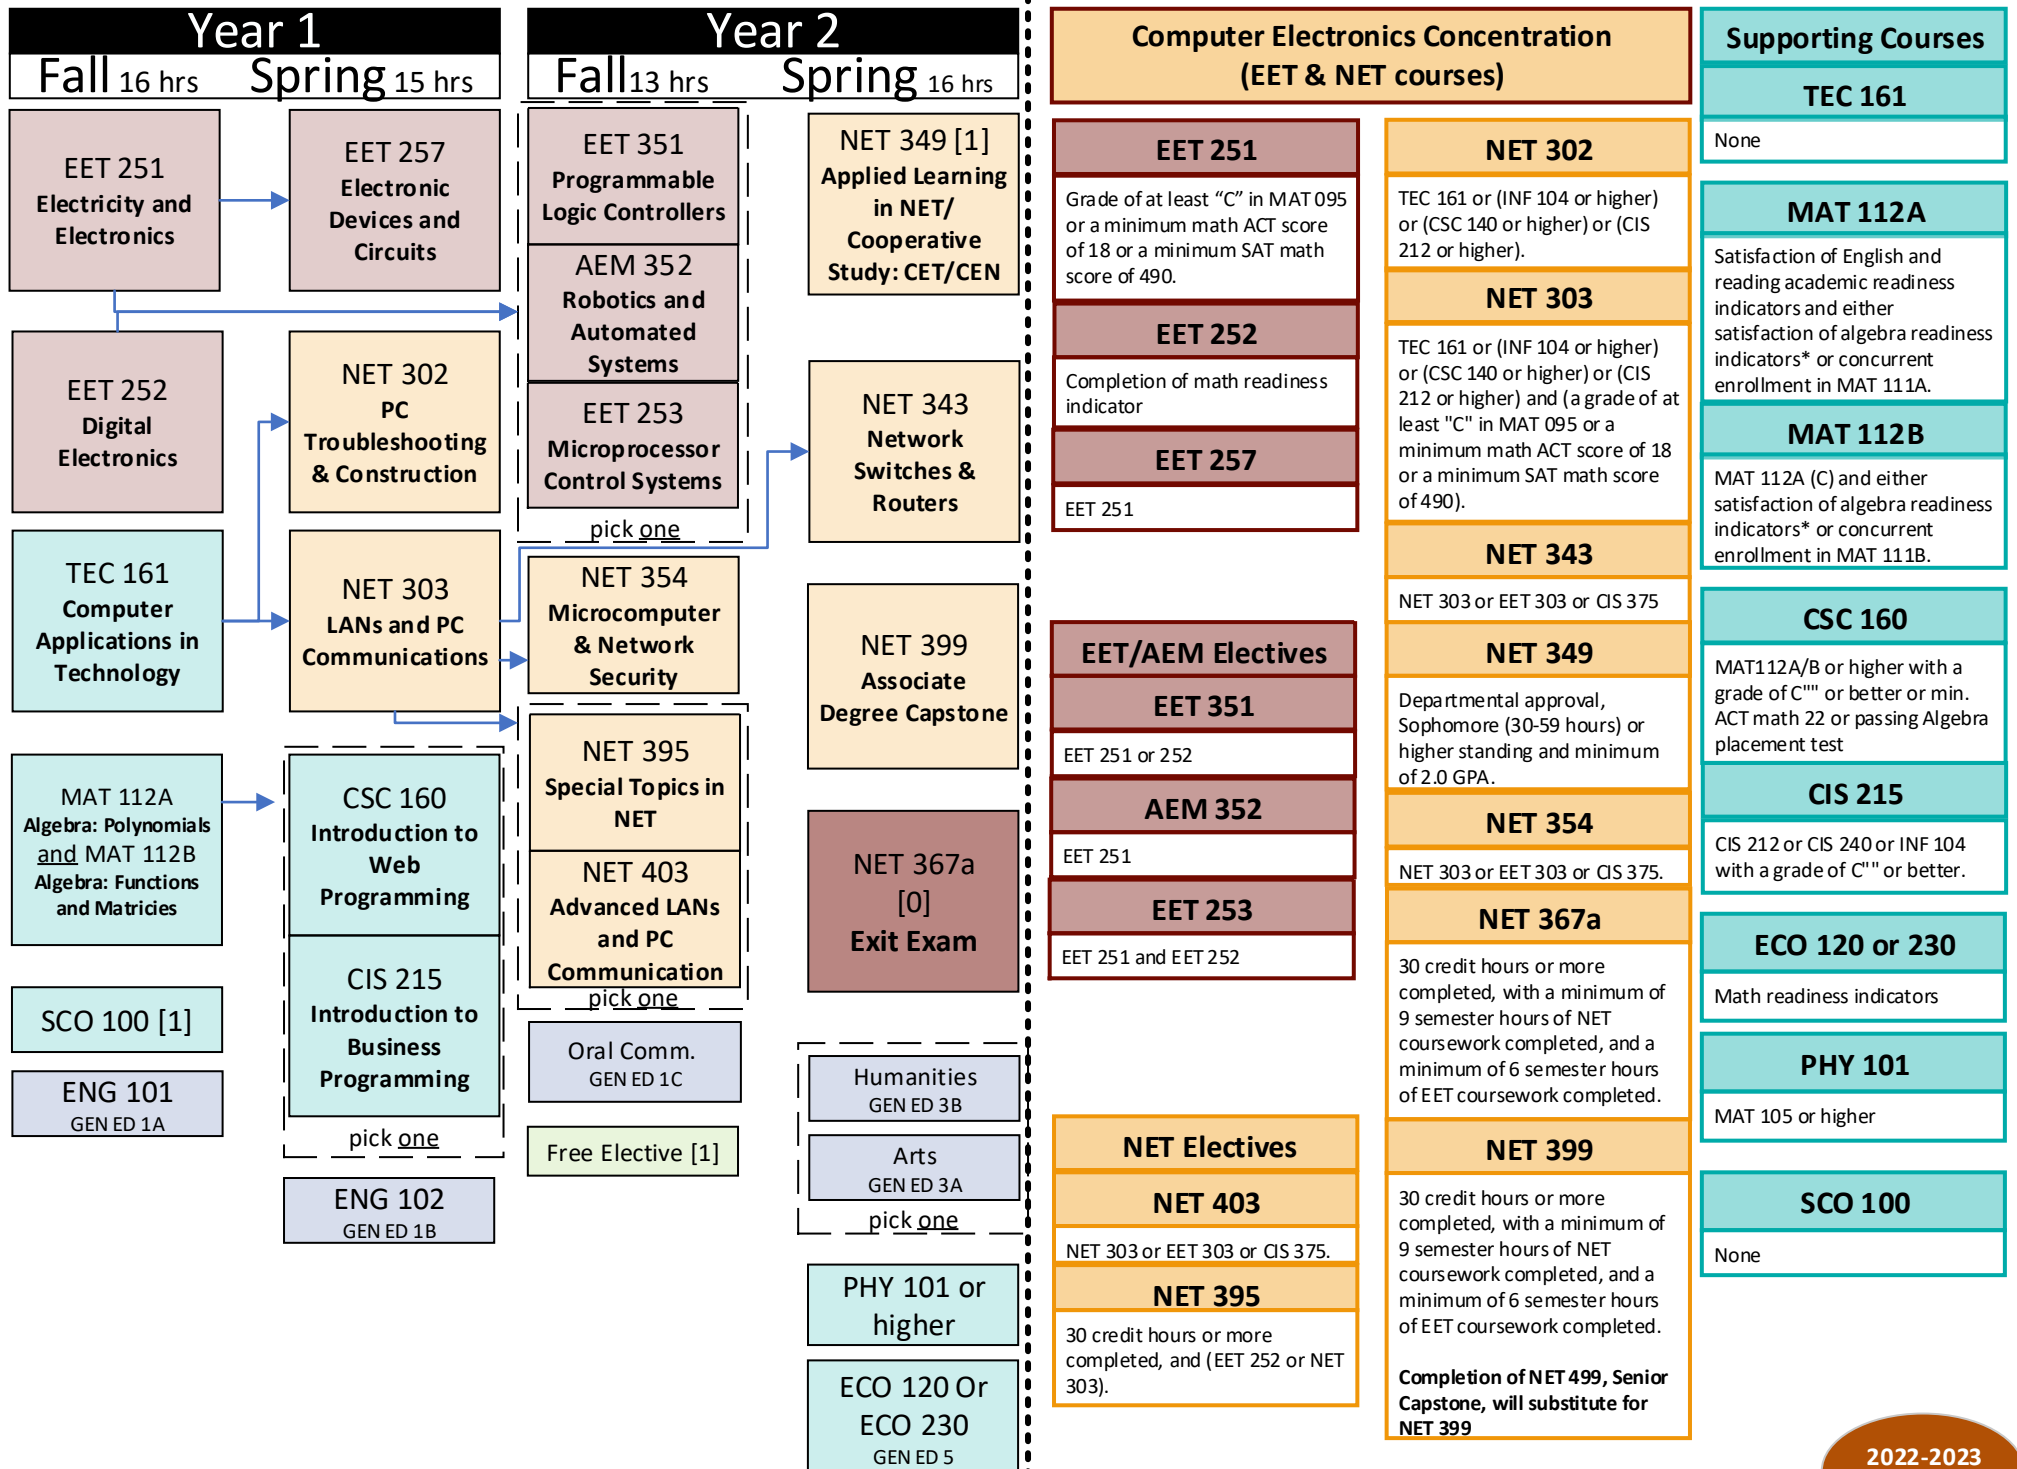 Year 1
Fall 16 hrs
Spring 15 hrs
EET 251
Electricity and
Electronics
EET 252
Digital
Electronics
TEC 161
Computer
Applications in
Technology
MAT 112A
Algebra: Polynomials
and MAT 112B
Algebra: Functions
and Matricies
SCO 100 [1]
ENG 101
GEN ED 1A
EET 257
Electronic
Devices and
Circuits
NET 302
PC
Troubleshooting
& Construction
NET 303
LANs and PC
Communications
CSC 160
Introduction to
Web
Programming
CIS 215
Introduction to
Business
Programming
pick one
ENG 102
GEN ED 1B
Year 2
Fall 13 hrs
Spring 16 hrs
EET 351
Programmable
Logic Controllers
AEM 352
Robotics and
Automated
Systems
EET 253
Microprocessor
Control Systems
pick one
NET 354
Microcomputer
& Network
Security
NET 395
Special Topics in
NET
NET 403
Advanced LANs
and PC
Communication
pick one
Oral Comm.
GEN ED 1C
Free Elective [1]
NET 349 [1]
Applied Learning
in NET/
Cooperative
Study: CET/CEN
NET 343
Network
Switches &
Routers
NET 399
Associate
Degree Capstone
NET 367a
[0]
Exit Exam
Humanities
GEN ED 3B
Arts
GEN ED 3A
pick one
PHY 101 or
higher
ECO 120 Or
ECO 230
GEN ED 5
Computer Electronics Concentration
(EET & NET courses)
EET 251
Grade of at least “C” in MAT 095
or a minimum math ACT score
of 18 or a minimum SAT math
score of 490.
EET 252
Completion of math readiness
indicator
EET 257
EET 251
EET/AEM Electives
EET 351
EET 251 or 252
AEM 352
EET 251
EET 253
EET 251 and EET 252
NET Electives
NET 403
NET 303 or EET 303 or CIS 375.
NET 395
30 credit hours or more
completed, and (EET 252 or NET
303).
NET 302
TEC 161 or (INF 104 or higher)
or (CSC 140 or higher) or (CIS
212 or higher).
NET 303
TEC 161 or (INF 104 or higher)
or (CSC 140 or higher) or (CIS
212 or higher) and (a grade of at
least "C" in MAT 095 or a
minimum math ACT score of 18
or a minimum SAT math score
of 490).
NET 343
NET 303 or EET 303 or CIS 375
NET 349
Departmental approval,
Sophomore (30-59 hours) or
higher standing and minimum
of 2.0 GPA.
NET 354
NET 303 or EET 303 or CIS 375.
NET 367a
30 credit hours or more
completed, with a minimum of
9 semester hours of NET
coursework completed, and a
minimum of 6 semester hours
of EET coursework completed.
NET 399
30 credit hours or more
completed, with a minimum of
9 semester hours of NET
coursework completed, and a
minimum of 6 semester hours
of EET coursework completed.
Completion of NET 499, Senior
Capstone, will substitute for
NET 399
Supporting Courses
TEC 161
None
MAT 112A
Satisfaction of English and
reading academic readiness
indicators and either
satisfaction of algebra readiness
indicators* or concurrent
enrollment in MAT 111A.
MAT 112B
MAT 112A (C) and either
satisfaction of algebra readiness
indicators* or concurrent
enrollment in MAT 111B.
CSC 160
MAT112A/B or higher with a
grade of C"" or better or min.
ACT math 22 or passing Algebra
placement test
CIS 215
CIS 212 or CIS 240 or INF 104
with a grade of C"" or better.
ECO 120 or 230
Math readiness indicators
PHY 101
MAT 105 or higher
SCO 100
None
2022-2023